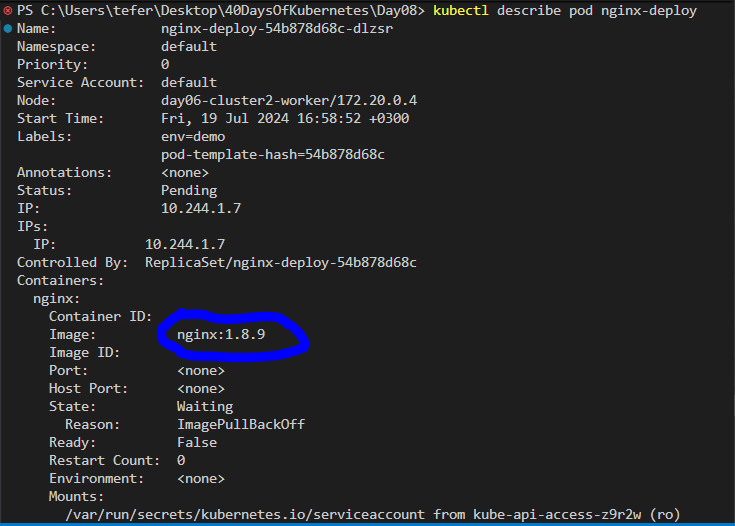 PS C:\Users\tefer\Desktop\40DaysOfKubernetes\Day08> kubectl describe pod nginx-deploy
Name:             nginx-deploy-54b878d68c-dlzsr
Namespace:        default
Priority:         0
Service Account:  default
Node:             day06-cluster2-worker/172.20.0.4
Start Time:       Fri, 19 Jul 2024 16:58:52 +0300
Labels:           env=demo
                  pod-template-hash=54b878d68c
Annotations:      <none>
Status:           Pending
IP:               10.244.1.7
IPs:
  IP:           10.244.1.7
Controlled By:  ReplicaSet/nginx-deploy-54b878d68c
Containers:
  nginx:
    Container ID:
    Image:          nginx:1.8.9
    Image ID:
    Port:           <none>
    Host Port:      <none>
    State:          Waiting
      Reason:       ImagePullBackOff
    Ready:          False
    Restart Count:  0
    Environment:    <none>
    Mounts:
      /var/run/secrets/kubernetes.io/serviceaccount from kube-api-access-z9r2w (ro)